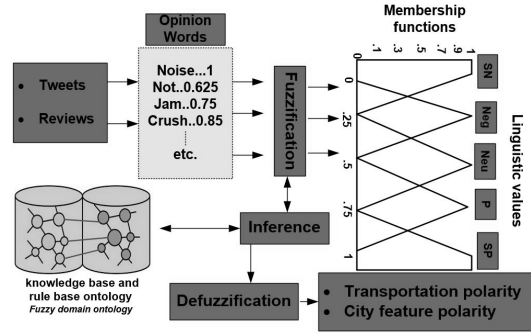 Opinion
Words
Membership
functions
0 .1 .3 .5 .7 .9 1
Tweets
Reviews
Noise...1
Not..0.625
Jam..0.75
Crush..0.85
etc.
Fuzzification
0
.25
.5
.75
1
SN
Neg
Neu
P
SP
Linguistic values
Inference
knowledge base and
rule base ontology
Fuzzy domain ontology
Defuzzification
Transportation polarity
City feature polarity